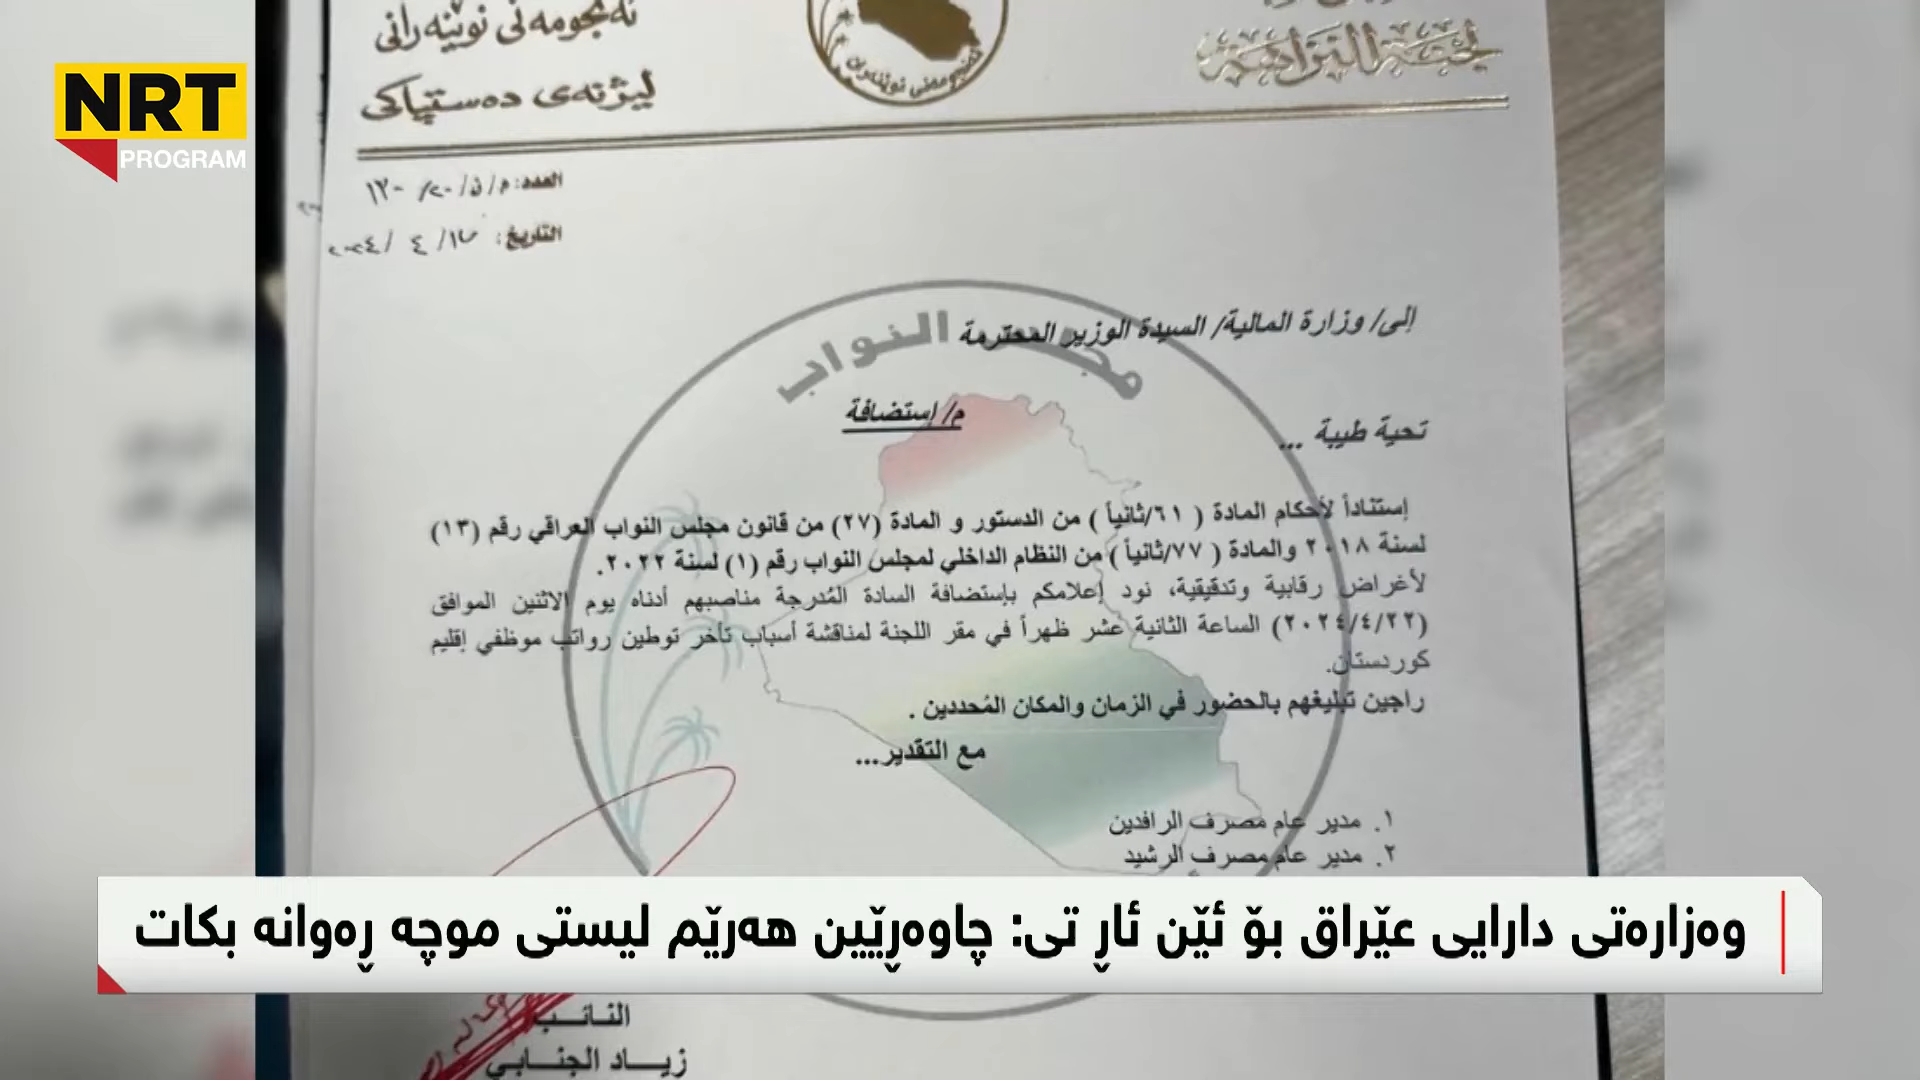 NRT
PROGRAM
نوێنەرانی
لیژنەی دەستپاکی
لجنة النزاهة
العدد: م/ن/٢٠/ ١٢٠
التاريخ: / ٤ /٢٠٢٤
مجلس النواب
إلى/ وزارة المالية/ السيدة الوزير المحترمة
م/ إستضافة
تحية طيبة ...
إستناداً لأحكام المادة ( ٦١/ثانياً ) من الدستور و المادة (٢٧) من قانون مجلس النواب العراقي رقم (١٣)
لسنة ٢٠١٨ والمادة ( ٧٧/ثانياً ) من النظام الداخلي لمجلس النواب رقم (١) لسنة ٢٠٢٢.
لأغراض رقابية وتدقيقية، نود إعلامكم بإستضافة السادة المُدرجة مناصبهم أدناه يوم الاثنين الموافق
(٢٠٢٤/٤/٢٢) الساعة الثانية عشر ظهراً في مقر اللجنة لمناقشة أسباب تأخر توطين رواتب موظفي إقليم
كوردستان.
راجين تبليغهم بالحضور في الزمان والمكان المُحددين .
مع التقدير...
١. مدير عام مصرف الرافدين
٢. مدير عام مصرف الرشيد
وەزارەتی دارایی عێراق بۆ ئێن ئاڕ تی: چاوەڕێین هەرێم لیستی موچە ڕەوانە بکات
النائب
زياد الجنابي